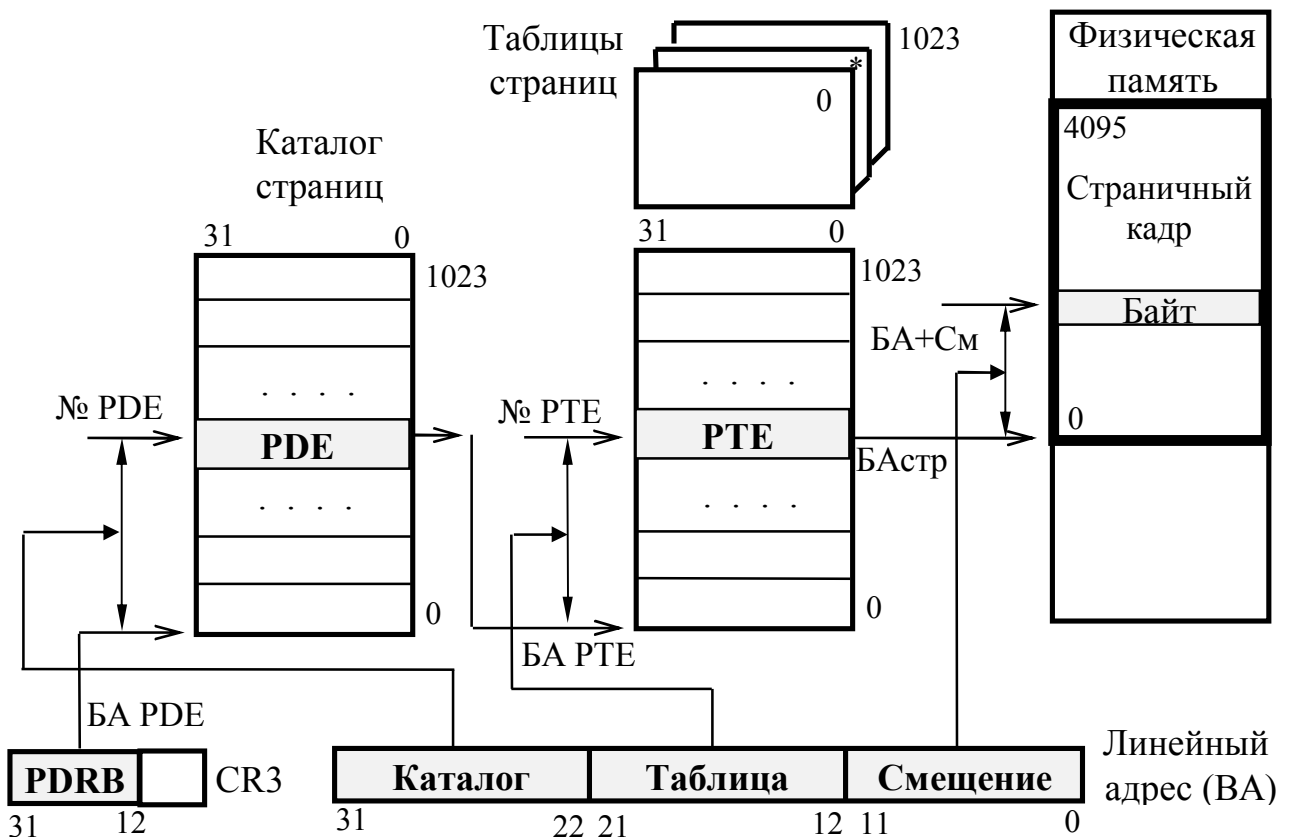 Таблицы
страниц
1023
*
0
Физическая
память
4095
Страничный
кадр
Байт
0
Каталог
страниц
31 0
1023
. . . .
№ PDE
PDE
. . . .
0
31 0
1023
. . . .
№ PTE
PTE
. . . .
0
БА+См
БАстр
БА PTE
БА PDE
PDRB
CR3
31 12
Каталог Таблица Смещение
31 22 21 12 11 0
Линейный
адрес (ВА)